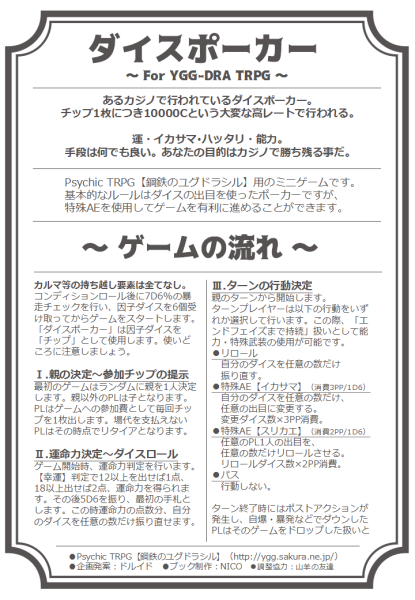 ダイスポーカー
～ For YGG-DRA TRPG ～
あるカジノで行われているダイスポーカー。
チップ1枚につき10000Cという大変な高レートで行われる。
運・イカサマ・ハッタリ・能力。
手段は何でも良い。あなたの目的はカジノで勝ち残る事だ。
Psychic TRPG【鋼鉄のユグドラシル】用のミニゲームです。
基本的なルールはダイスの出目を使ったポーカーですが、
特殊AEを使用してゲームを有利に進めることができます。
～ ゲームの流れ ～
カルマ等の持ち越し要素は全てなし。
コンディションロール後に7D6%の暴
走チェックを行い、因子ダイスを6個受
け取ってからゲームをスタートします。
「ダイスポーカー」は因子ダイスを
「チップ」として使用します。使いど
ころに注意しましょう。
Ⅰ.親の決定～参加チップの提示
最初のゲームはランダムに親を1人決定
します。親以外のPLは子となります。
PLはゲームへの参加費として毎回チッ
プを1枚出します。場代を支払えない
PLはその時点でリタイアとなります。
Ⅱ.運命力決定～ダイスロール
ゲーム開始時、運命力判定を行います。
【幸運】判定で12以上を出せば1点、
18以上出せば2点、運命力を得られま
す。その後5D6を振り、最初の手札と
します。この時運命力の点数分、自分
のダイスを任意の数だけ振り直せます。
Ⅲ.ターンの行動決定
親のターンから開始します。
ターンプレイヤーは以下の行動をいず
れか選択して行います。この際、「エ
ンドフェイズまで持続」扱いとして能
力・特殊武装の使用が可能です。
●リロール
自分のダイスを任意の数だけ
振り直す。
●特殊AE【イカサマ】（消費3PP/1D6）
自分のダイスを任意の数だけ、
任意の出目に変更する。
変更ダイス数×3PP消費。
●特殊AE【スリカエ】（消費2PP/1D6）
任意のPL1人の出目を、
任意の数だけリロールさせる。
リロールダイス数×2PP消費。
●パス
行動しない。
ターン終了時にはポストアクションが
発生し、自爆・暴発などでダウンした
PLはそのゲームをドロップした扱いと
●Psychic TRPG【鋼鉄のユグドラシル】（http://ygg.sakura.ne.jp/）
●企画発案：ドルイド　●ブック制作：NICO　●調整協力：山羊の友達